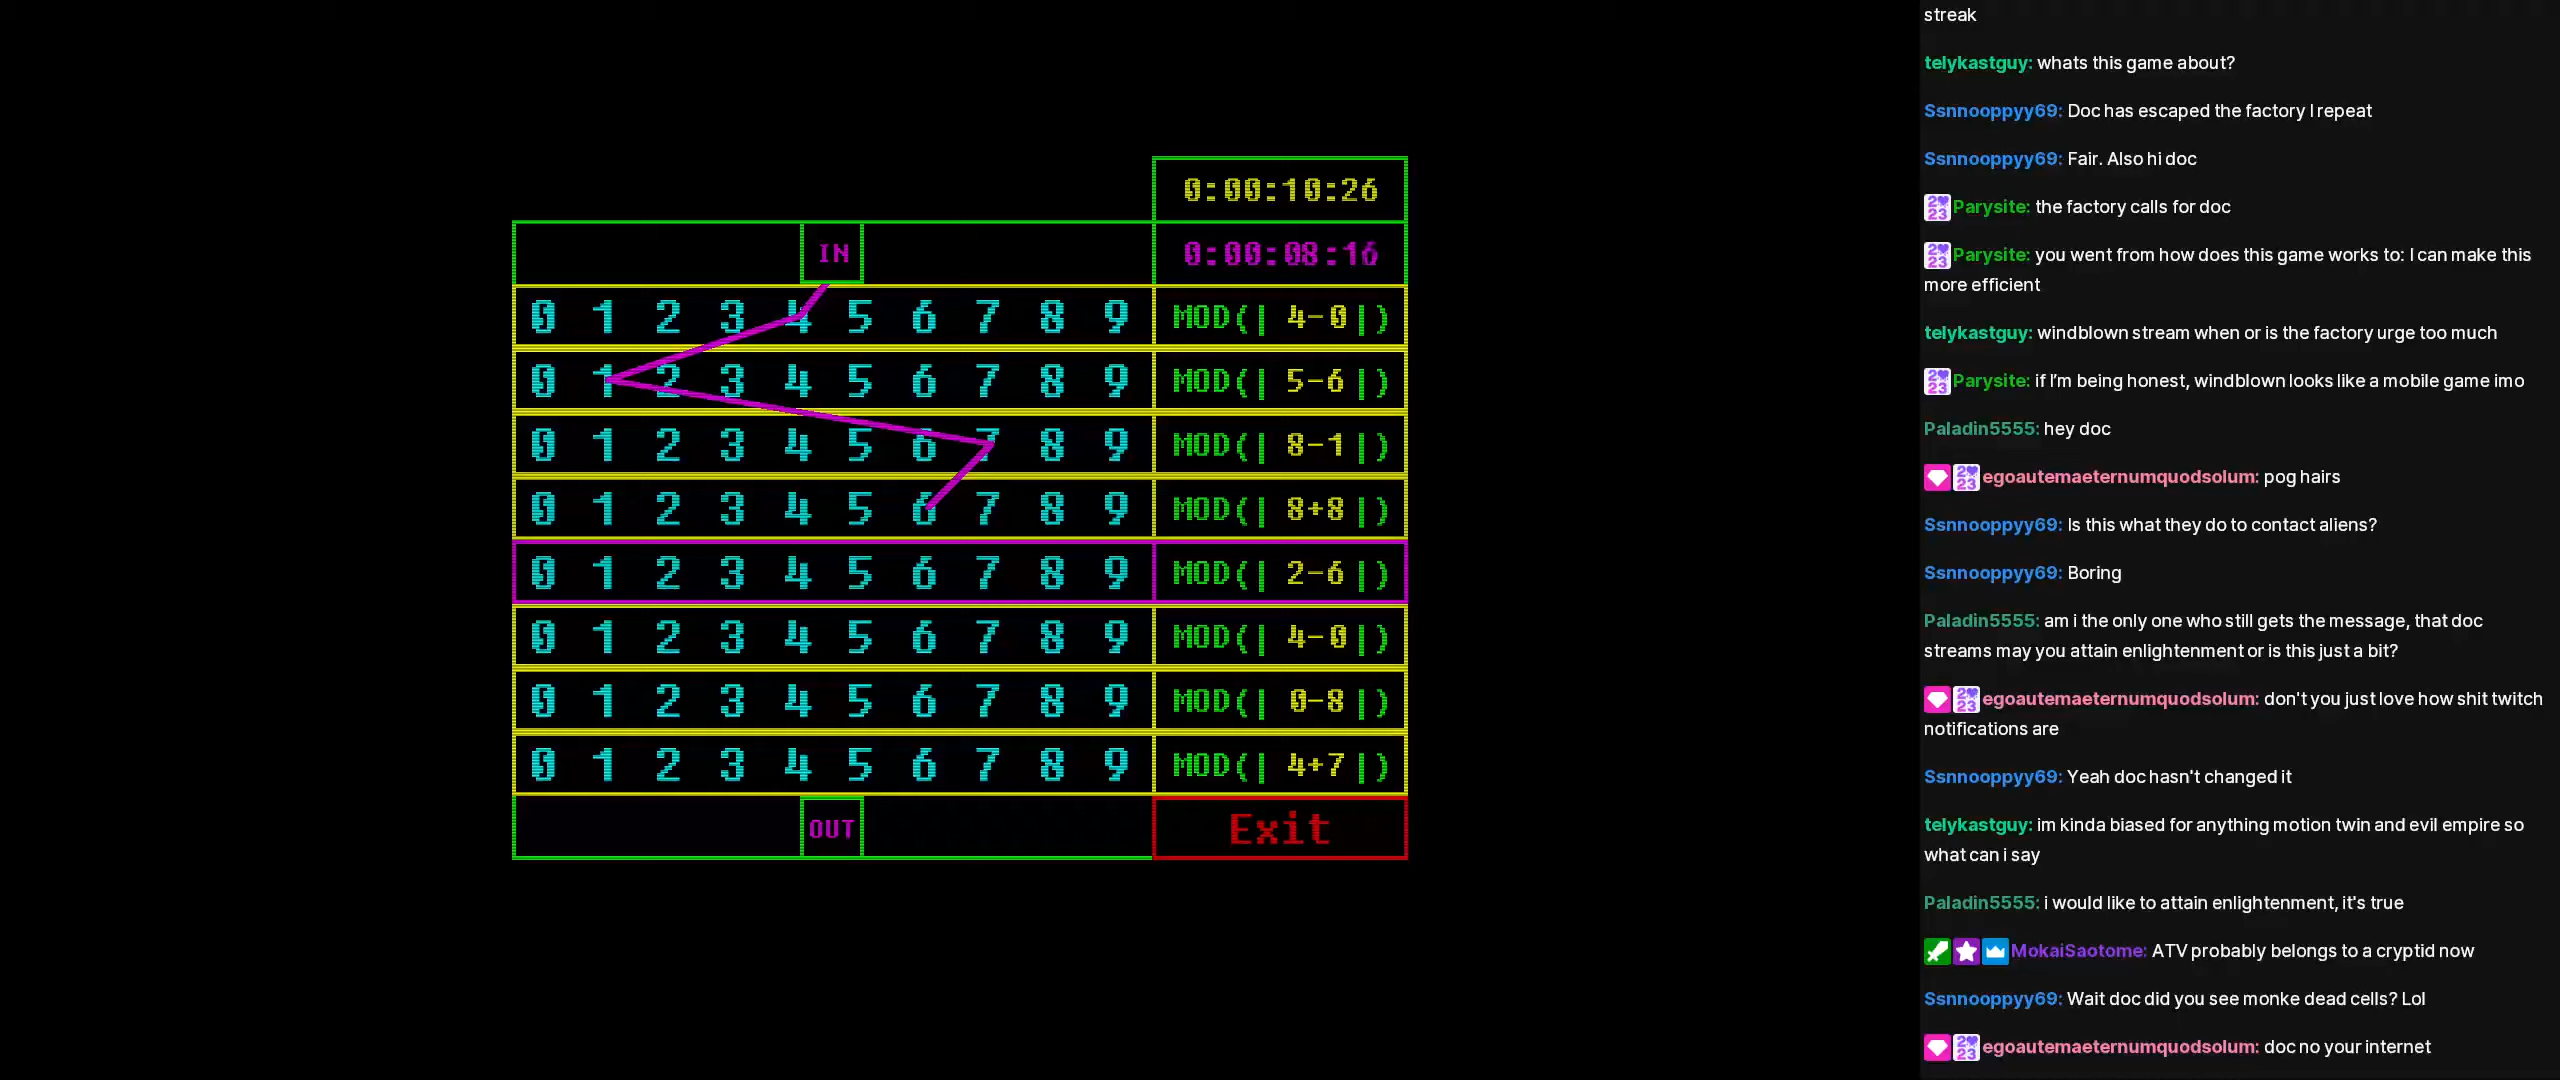 0:00:10:26
IN
0:00:08:16
0 1 2 3 4 5 6 7 8 9 MOD(| 4-0 |)
0 1 2 3 4 5 6 7 8 9 MOD(| 5-6 |)
0 1 2 3 4 5 6 7 8 9 MOD(| 8-1 |)
0 1 2 3 4 5 6 7 8 9 MOD(| 8+8 |)
0 1 2 3 4 5 6 7 8 9 MOD(| 2-6 |)
0 1 2 3 4 5 6 7 8 9 MOD(| 4-0 |)
0 1 2 3 4 5 6 7 8 9 MOD(| 0-8 |)
0 1 2 3 4 5 6 7 8 9 MOD(| 4+7 |)
OUT
Exit
streak
telykastguy: whats this game about?
Ssnnooppyy69: Doc has escaped the factory I repeat
Ssnnooppyy69: Fair. Also hi doc
Parysite: the factory calls for doc
Parysite: you went from how does this game works to: I can make this
more efficient
telykastguy: windblown stream when or is the factory urge too much
Parysite: if I'm being honest, windblown looks like a mobile game imo
Paladin5555: hey doc
egoautemaeternumquodsolum: pog hairs
Ssnnooppyy69: Is this what they do to contact aliens?
Ssnnooppyy69: Boring
Paladin5555: am i the only one who still gets the message, that doc
streams may you attain enlightenment or is this just a bit?
egoautemaeternumquodsolum: don't you just love how shit twitch
notifications are
Ssnnooppyy69: Yeah doc hasn't changed it
telykastguy: im kinda biased for anything motion twin and evil empire so
what can i say
Paladin5555: i would like to attain enlightenment, it's true
MokaiSaotome: ATV probably belongs to a cryptid now
Ssnnooppyy69: Wait doc did you see monke dead cells? Lol
egoautemaeternumquodsolum: doc no your internet